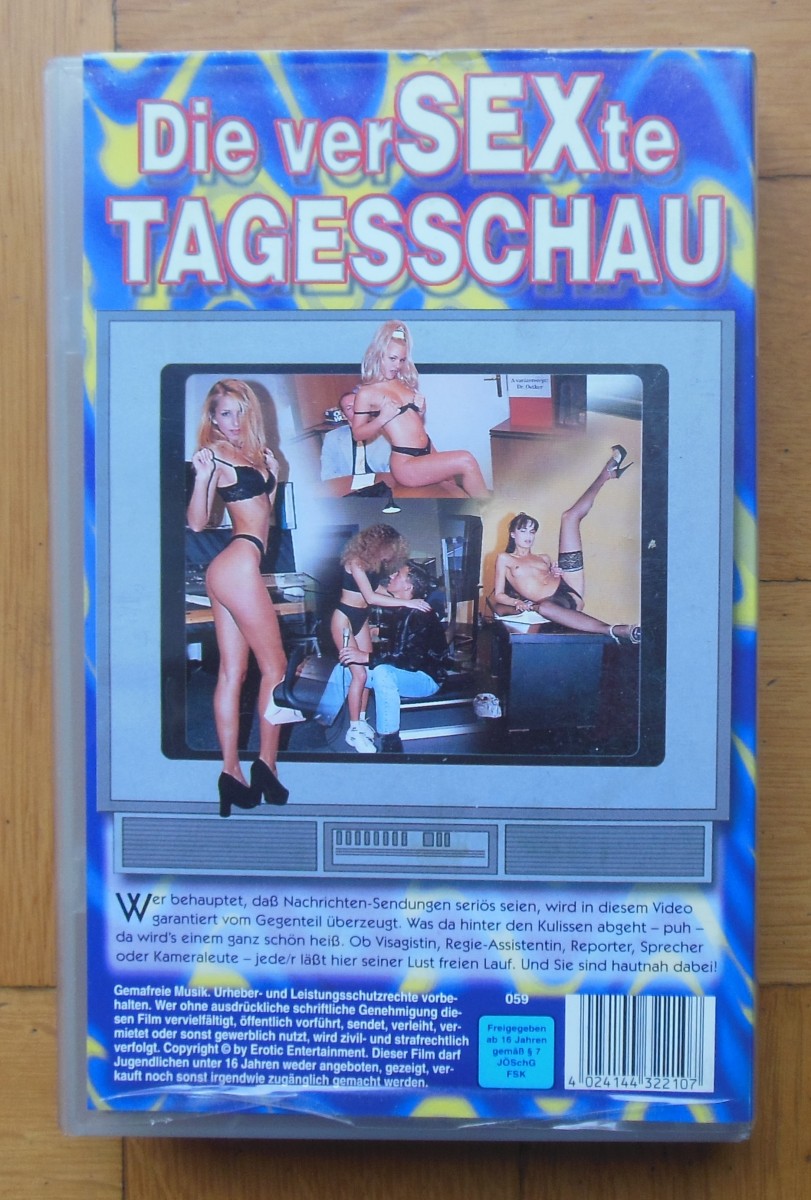 Die verSEXte
TAGESSCHAU
Wer behauptet, daß Nachrichten-Sendungen seriös seien, wird in diesem Video
garantiert vom Gegenteil überzeugt. Was da hinter den Kulissen abgeht – puh –
da wird's einem ganz schön heiß. Ob Visagistin, Regie-Assistentin, Reporter, Sprecher
oder Kameraleute – jede/r läßt hier seiner Lust freien Lauf. Und Sie sind hautnah dabei!
Gemafreie Musik. Urheber- und Leistungsschutzrechte vorbe-
halten. Wer ohne ausdrückliche schriftliche Genehmigung die-
sen Film vervielfältigt, öffentlich vorführt, sendet, verleiht, ver-
mietet oder sonst gewerblich nutzt, wird zivil- und strafrechtlich
verfolgt. Copyright © by Erotic Entertainment. Dieser Film darf
Jugendlichen unter 16 Jahren weder angeboten, gezeigt, ver-
kauft noch sonst irgendwie zugänglich gemacht werden.
059
Freigegeben
ab 16 Jahren
gemäß § 7
JÖSchG
FSK
4 024144 322107